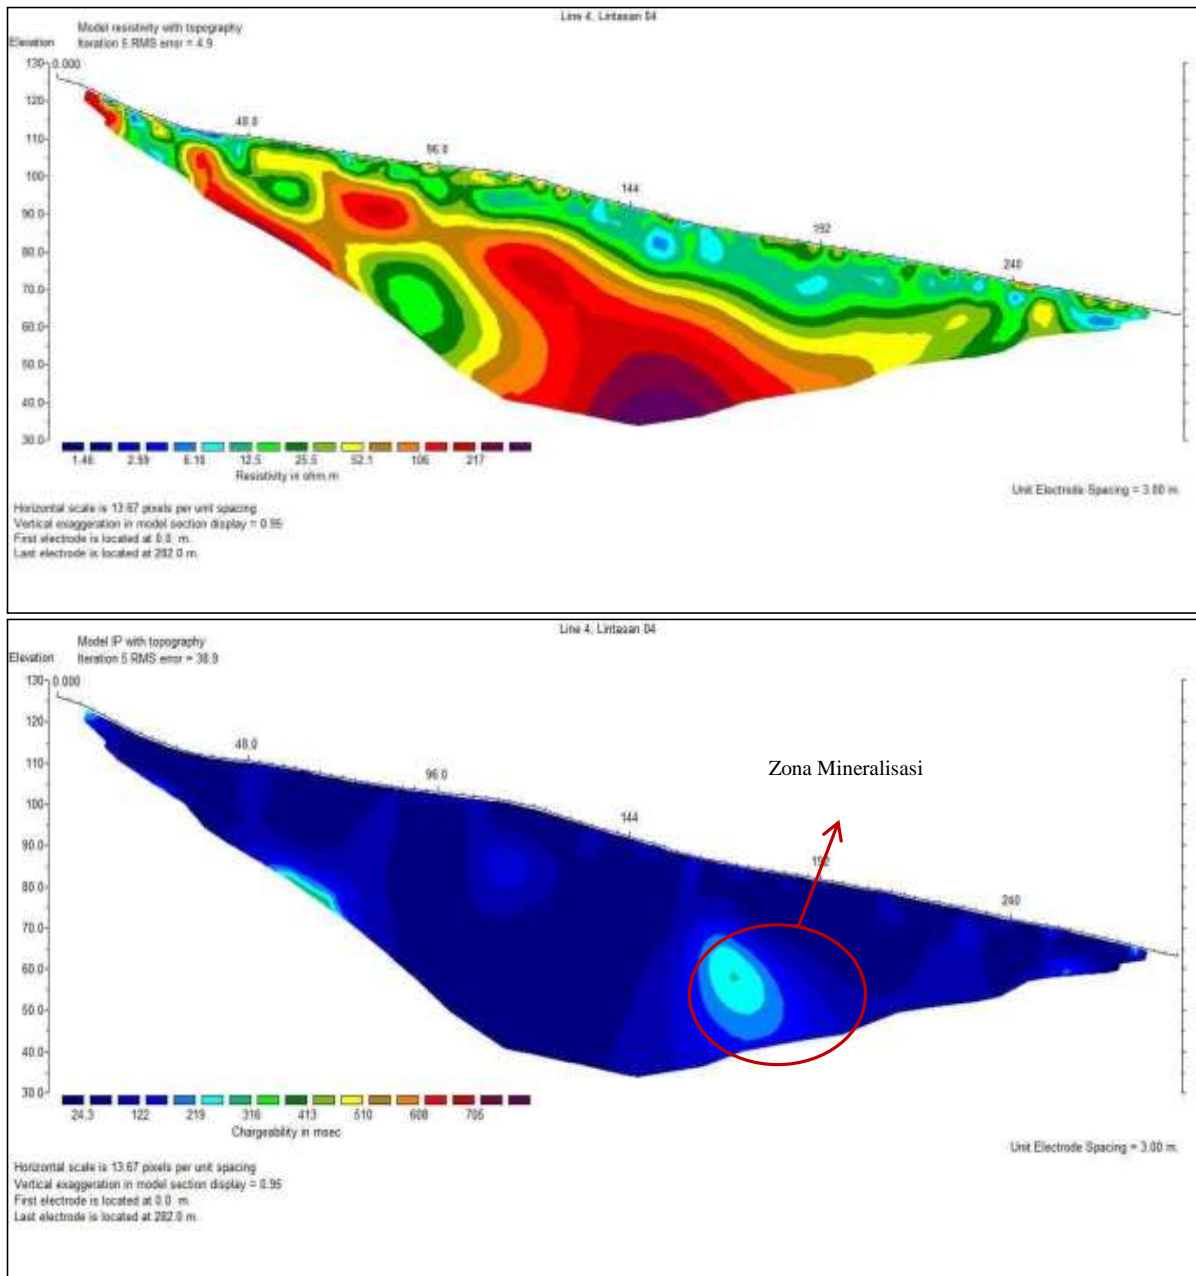 Line 4, Lintasan 04
Model resistivity with topography
Elevation Iteration 5 RMS error = 4.9
130 0.000
120
110 48.0
100 96.0
90.0 144
80.0 192
70.0 240
60.0
50.0
40.0
30.0
1.46 2.99 6.10 12.5 25.5 52.1 106 217
Resistivity in ohm.m
Unit Electrode Spacing = 3.00 m.
Horizontal scale is 13.67 pixels per unit spacing
Vertical exaggeration in model section display = 0.95
First electrode is located at 0.0 m.
Last electrode is located at 282.0 m.
Line 4, Lintasan 04
Model IP with topography
Elevation Iteration 5 RMS error = 38.9
130 0.000
120
110 48.0
Zona Mineralisasi
100 96.0
90.0 144
80.0 192
70.0 240
60.0
50.0
40.0
30.0
24.3 122 219 316 413 510 608 705
Chargeability in msec
Unit Electrode Spacing = 3.00 m.
Horizontal scale is 13.67 pixels per unit spacing
Vertical exaggeration in model section display = 0.95
First electrode is located at 0.0 m.
Last electrode is located at 282.0 m.